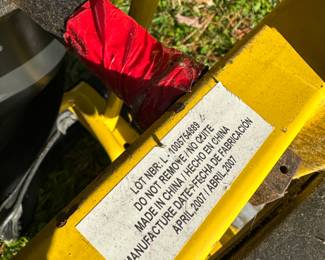 LOT NBR: L - 1005754689
DO NOT REMOVE / NO QUITE
MADE IN CHINA / HECHO EN CHINA
MANUFACTURE DATE-FECHA DE FABRICACIÓN
APRIL 2007 / ABRIL 2007